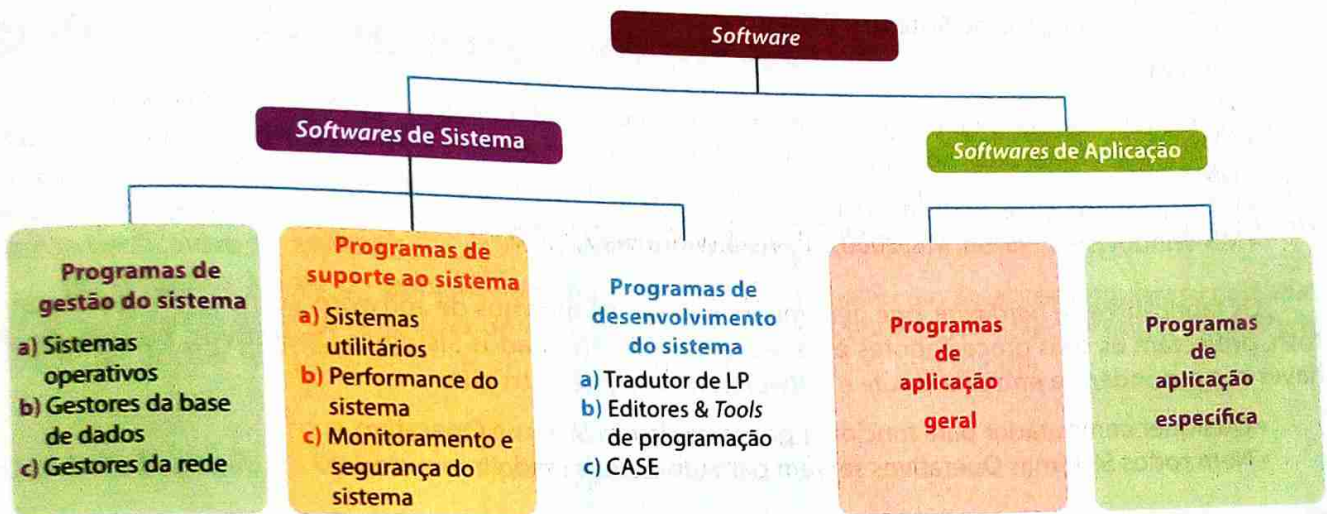 Software
Softwares de Sistema
Softwares de Aplicação
Programas de
gestão do sistema
a) Sistemas
operativos
b) Gestores da base
de dados
c) Gestores da rede
Programas de
suporte ao sistema
a) Sistemas
utilitários
b) Performance do
sistema
c) Monitoramento e
segurança do
sistema
Programas de
desenvolvimento
do sistema
a) Tradutor de LP
b) Editores & Tools
de programação
c) CASE
Programas
de
aplicação
geral
Programas
de
aplicação
específica